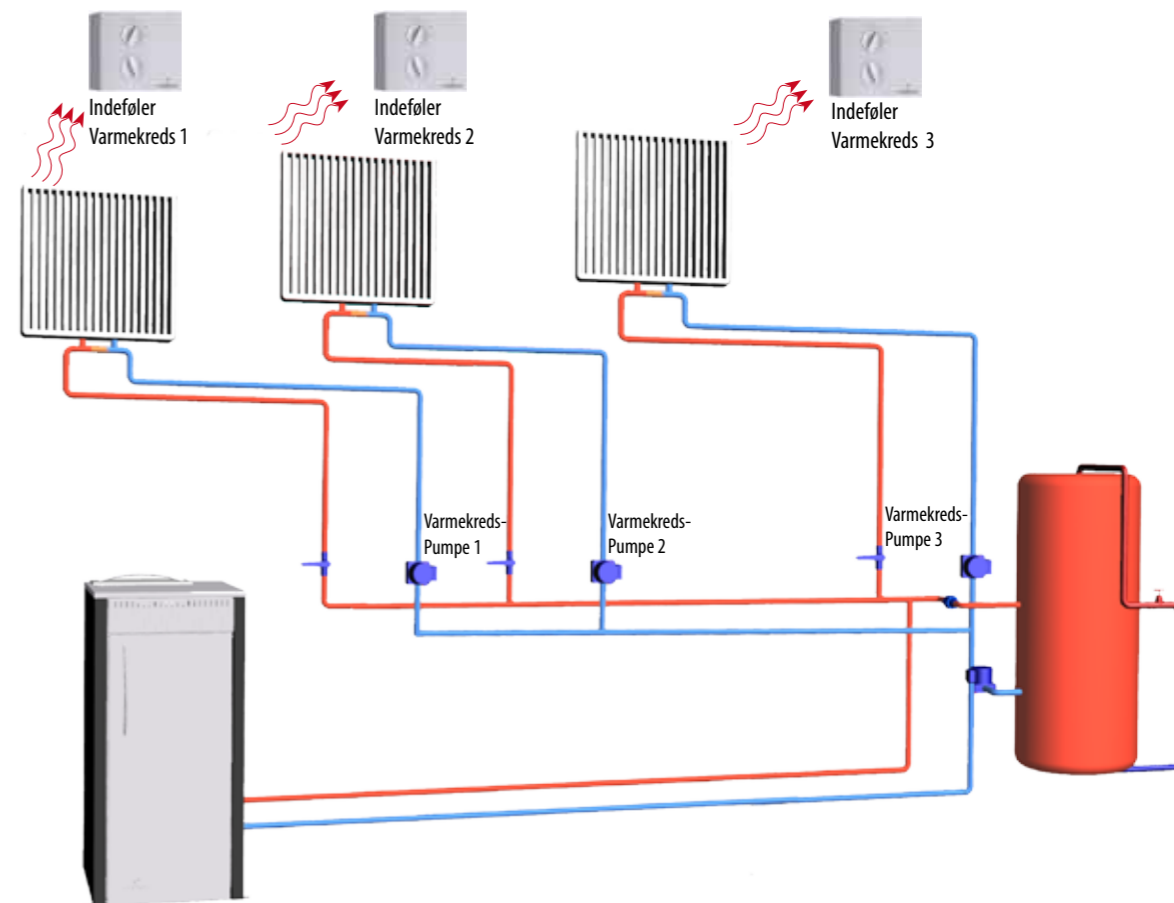 Indeføler
Varmekreds 1
Indeføler
Varmekreds 2
Indeføler
Varmekreds 3
Varmekreds-
Pumpe 1
Varmekreds-
Pumpe 2
Varmekreds-
Pumpe 3